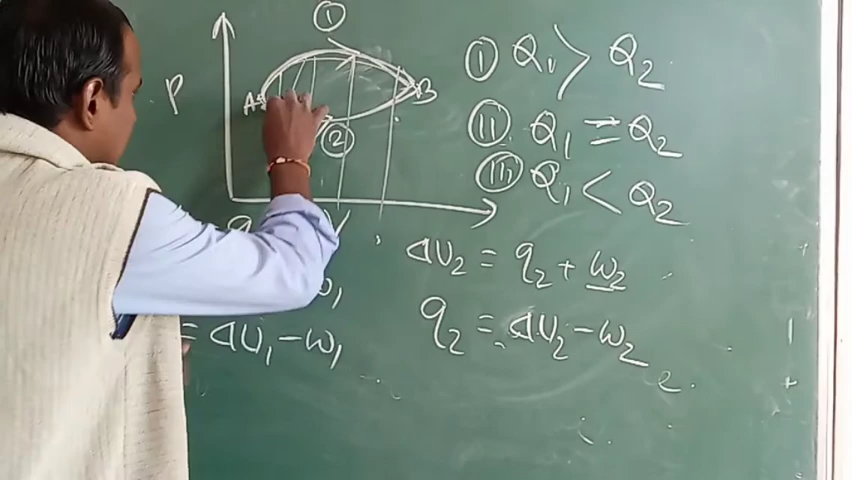 ①
P
A
B
②
Ⓘ Q₁ > Q₂
Ⓘⓘ Q₁ = Q₂
Ⓘⓘⓘ Q₁ < Q₂
ΔU₂ = q₂ + w₂
= ΔU₁ - w₁
q₂ = ΔU₂ - w₂